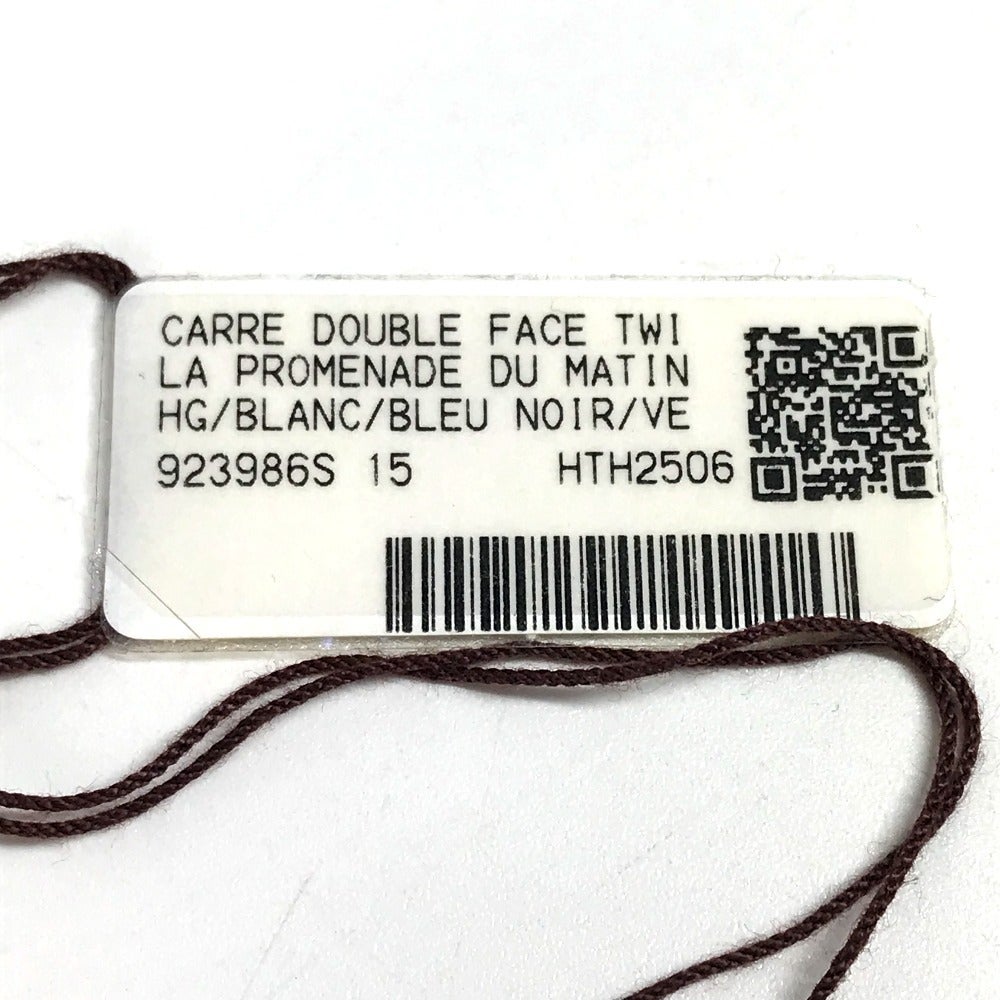 CARRE DOUBLE FACE TWI
LA PROMENADE DU MATIN
HG/BLANC/BLEU NOIR/VE
923986S 15 HTH2506